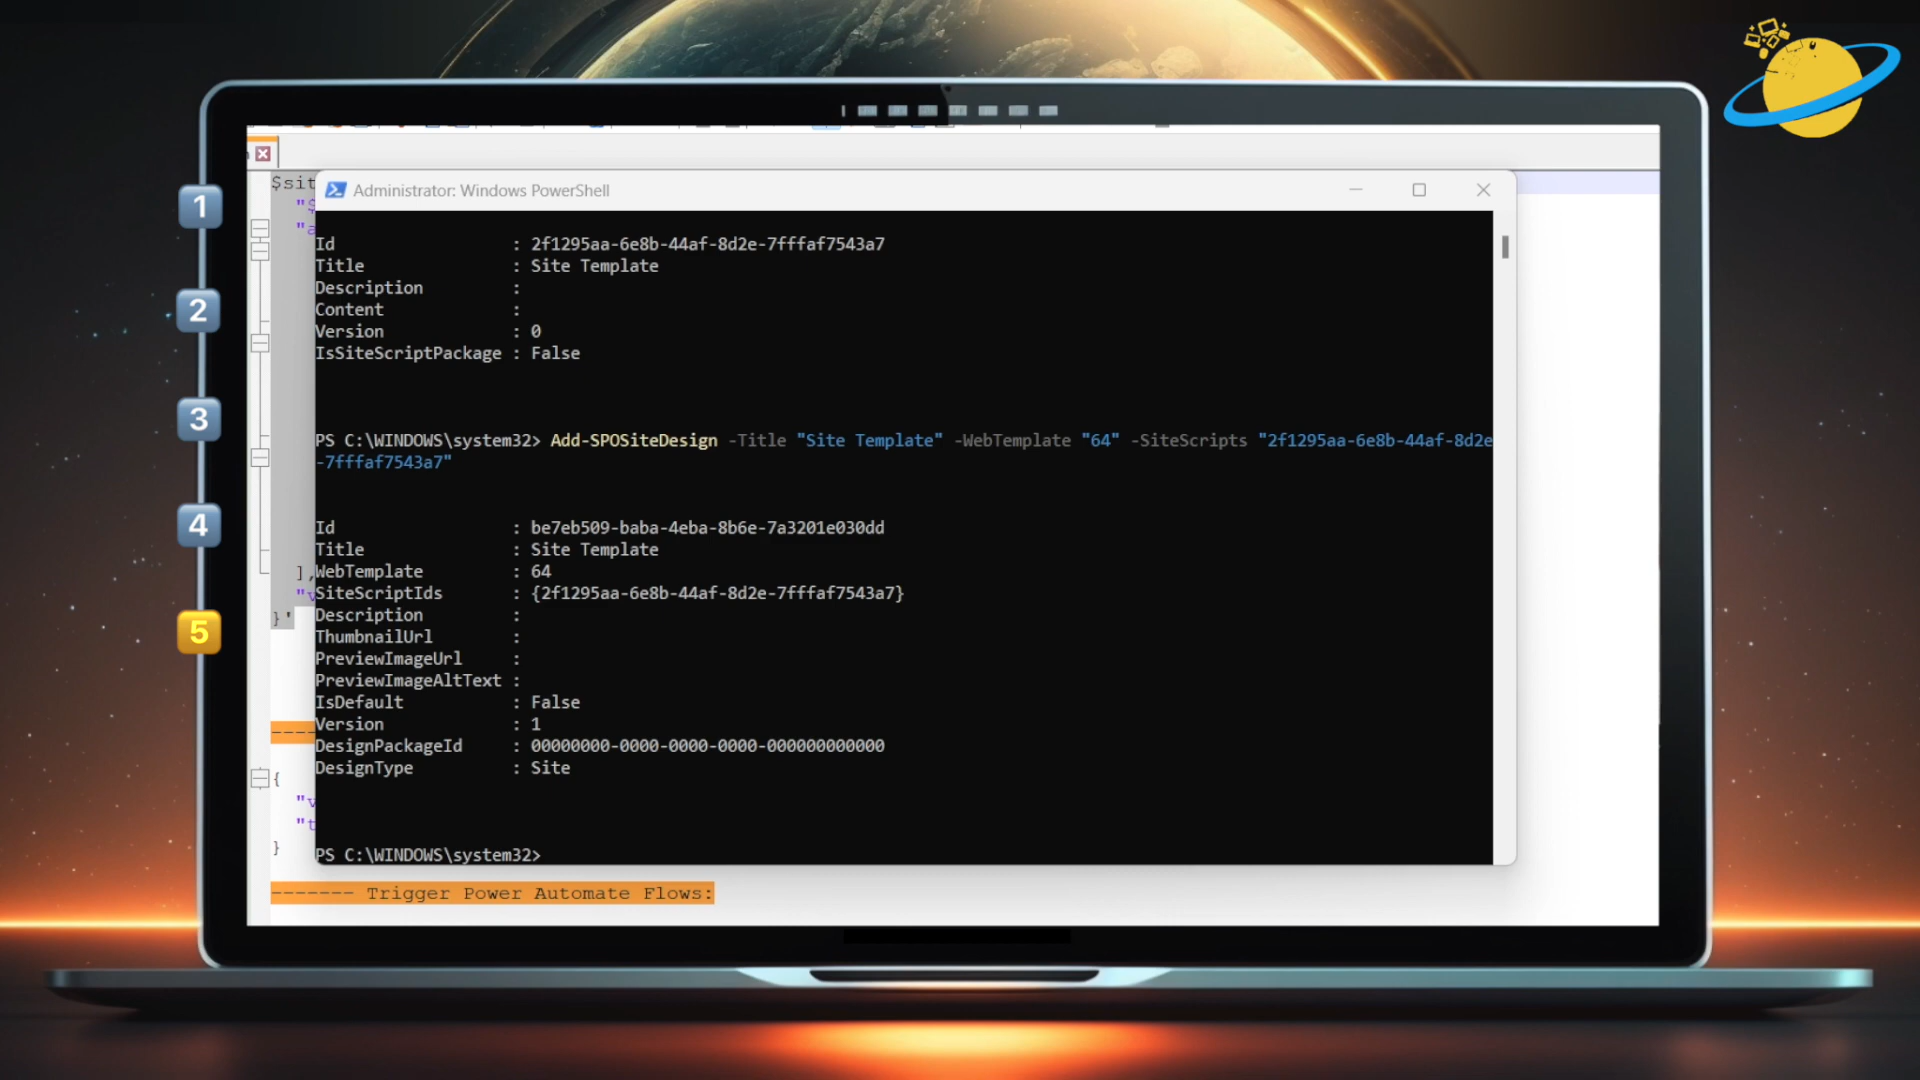 1
2
3
4
5
$sit
"$
"a
],
"v
}'
{
"v
"t
}
Administrator: Windows PowerShell
Id : 2f1295aa-6e8b-44af-8d2e-7fffaf7543a7
Title : Site Template
Description :
Content :
Version : 0
IsSiteScriptPackage : False
PS C:\WINDOWS\system32> Add-SPOSiteDesign -Title "Site Template" -WebTemplate "64" -SiteScripts "2f1295aa-6e8b-44af-8d2e
-7fffaf7543a7"
Id : be7eb509-baba-4eba-8b6e-7a3201e030dd
Title : Site Template
WebTemplate : 64
SiteScriptIds : {2f1295aa-6e8b-44af-8d2e-7fffaf7543a7}
Description :
ThumbnailUrl :
PreviewImageUrl :
PreviewImageAltText :
IsDefault : False
Version : 1
DesignPackageId : 00000000-0000-0000-0000-000000000000
DesignType : Site
PS C:\WINDOWS\system32>
------- Trigger Power Automate Flows: